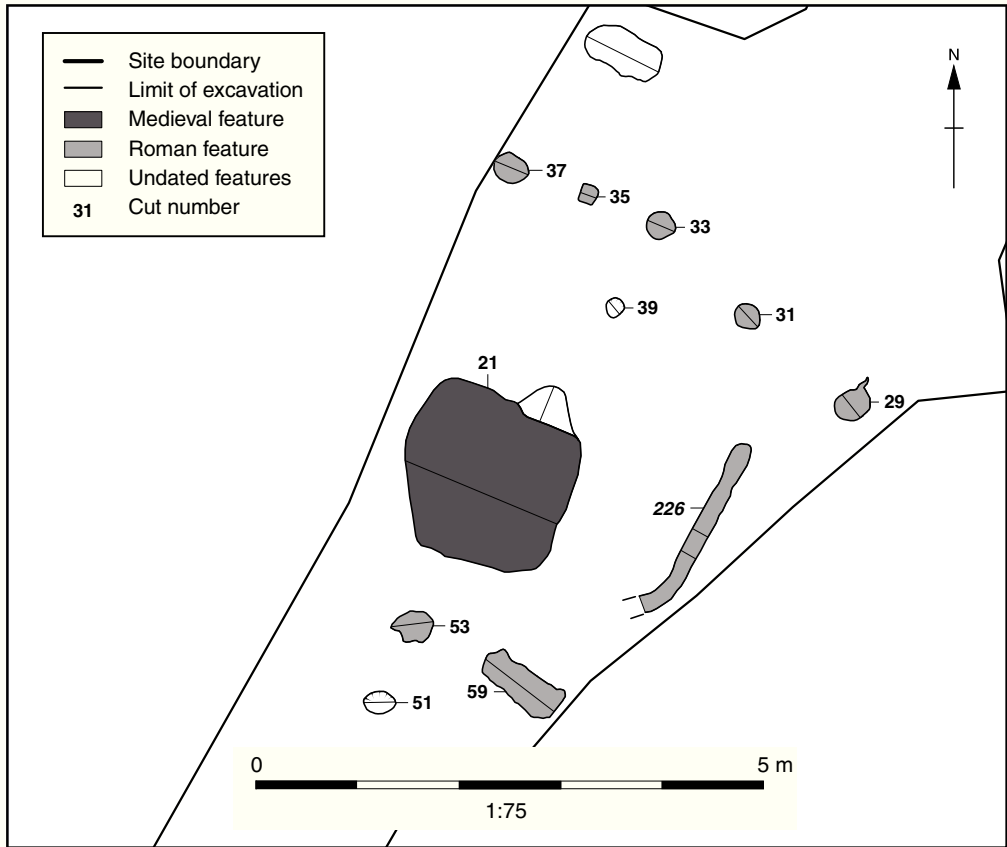 Site boundary
Limit of excavation
Medieval feature
Roman feature
Undated features
31 Cut number
N
37
35
33
39
31
21
29
226
53
59
51
0 5 m
1:75